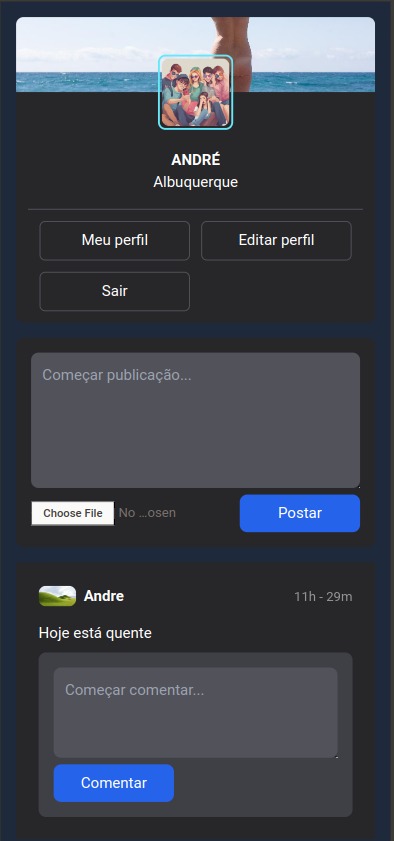 ANDRÉ
Albuquerque
Meu perfil
Editar perfil
Sair
Começar publicação...
Choose File No ...osen
Postar
Andre
11h - 29m
Hoje está quente
Começar comentar...
Comentar